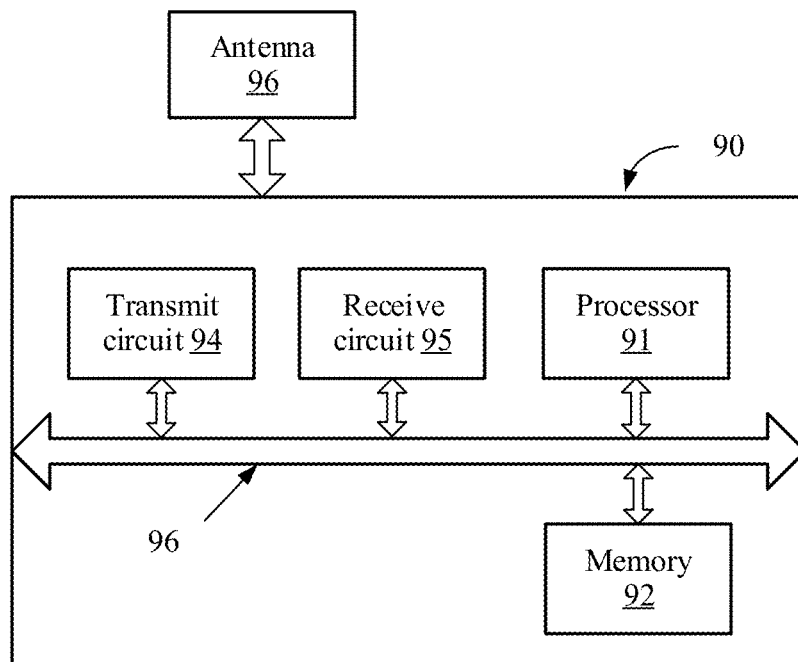 Antenna
96
90
Transmit
circuit 94
Receive
circuit 95
Processor
91
96
Memory
92